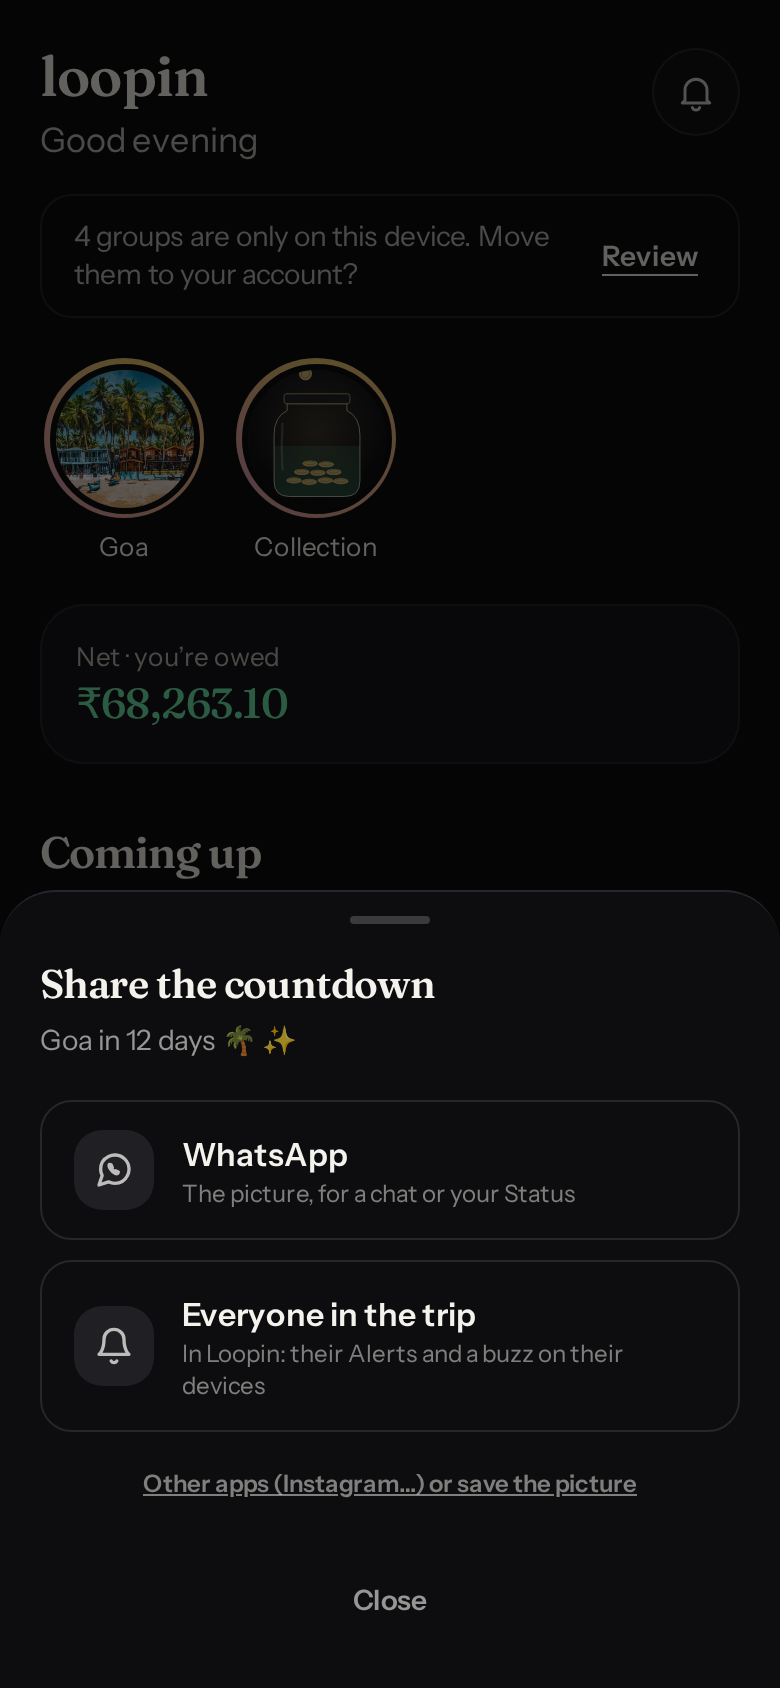 loopin
Good evening
4 groups are only on this device. Move
them to your account?
Review
Goa
Collection
Net · you’re owed
₹68,263.10
Coming up
Share the countdown
Goa in 12 days 🌴 ✨
WhatsApp
The picture, for a chat or your Status
Everyone in the trip
In Loopin: their Alerts and a buzz on their
devices
Other apps (Instagram…) or save the picture
Close